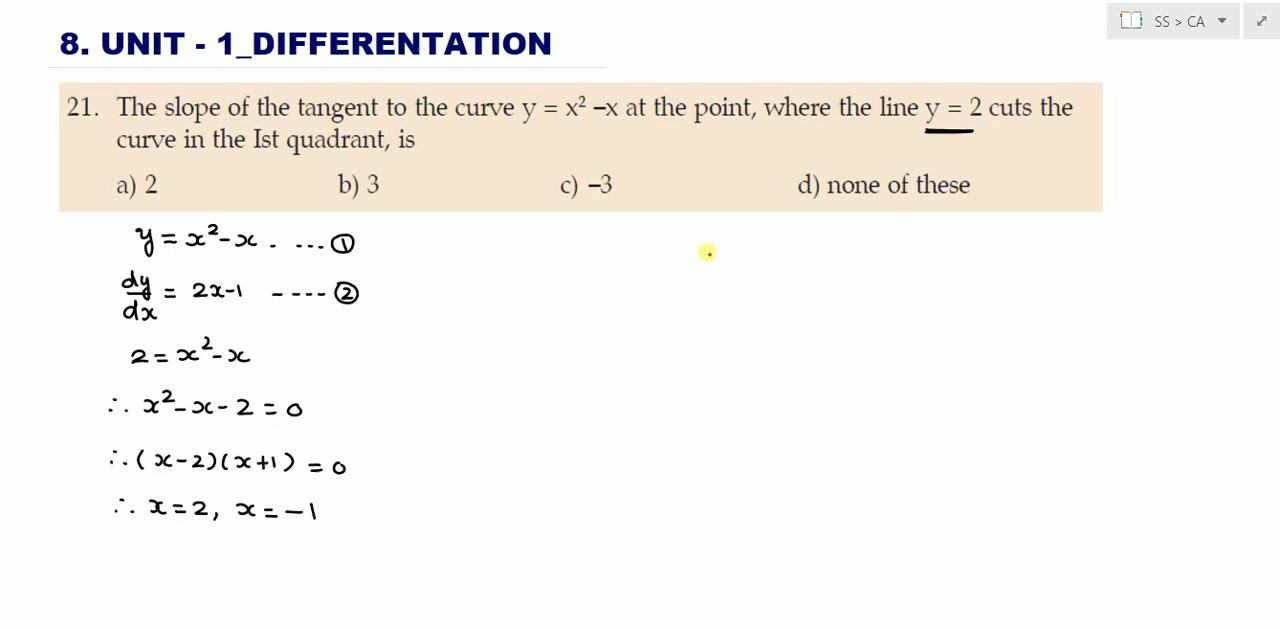 SS > CA
8. UNIT - 1_DIFFERENTATION
21. The slope of the tangent to the curve y = x² –x at the point, where the line y = 2 cuts the
curve in the Ist quadrant, is
a) 2 b) 3 c) –3 d) none of these
y = x² - x . ... ①
dy/dx = 2x-1 ---- ②
2 = x² - x
∴ x² - x - 2 = 0
∴ (x-2)(x+1) = 0
∴ x = 2, x = -1